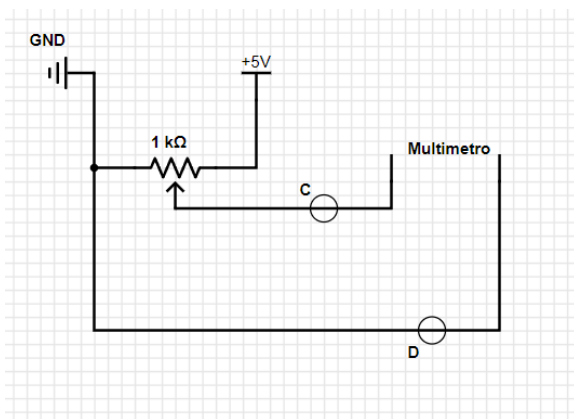 GND
+5V
1 kΩ
Multimetro
C
D